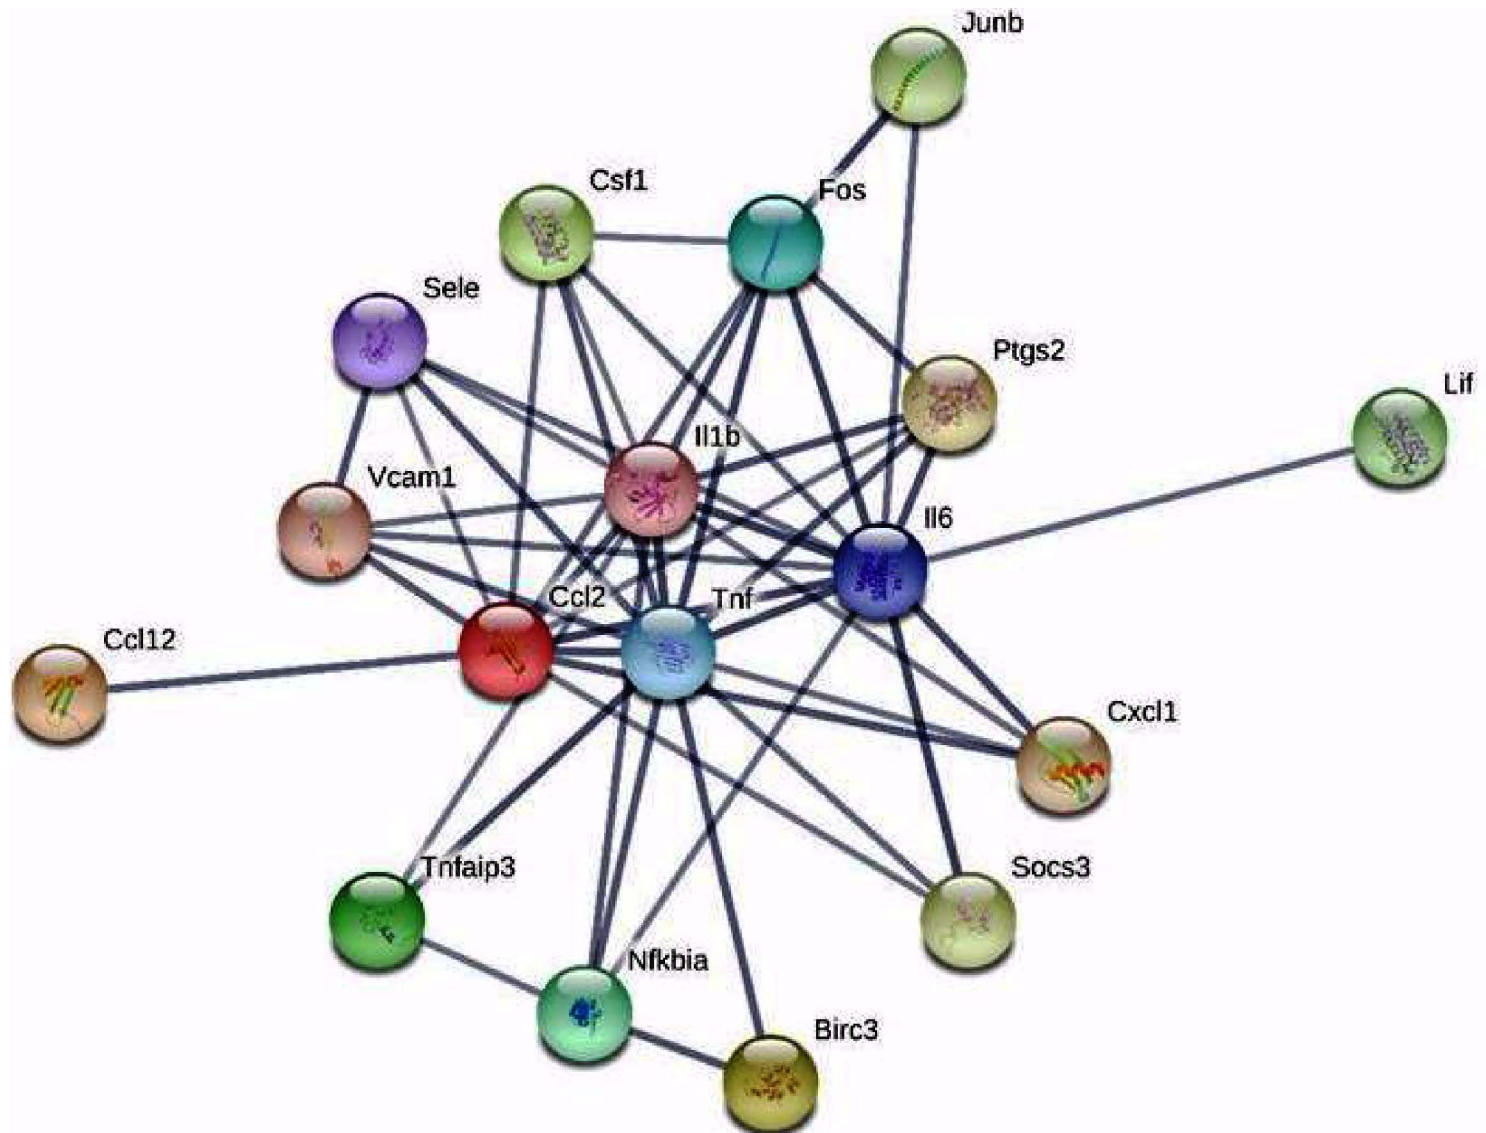 Junb
Csf1
Fos
Sele
Ptgs2
Lif
Il1b
Vcam1
Il6
Ccl2
Tnf
Ccl12
Cxcl1
Tnfaip3
Socs3
Nfkbia
Birc3